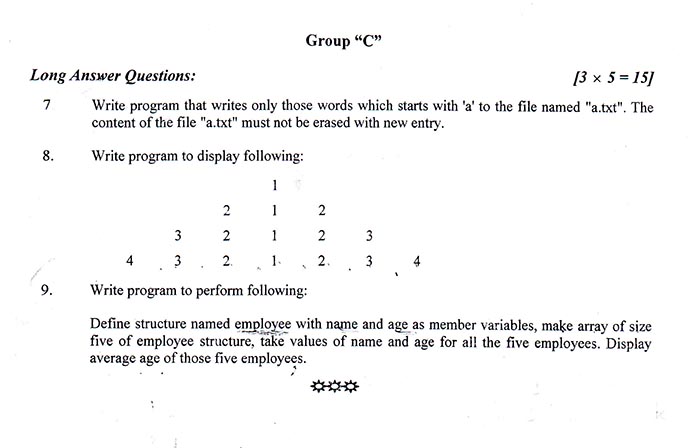 Group “C”
Long Answer Questions: [3 × 5 = 15]
7 Write program that writes only those words which starts with 'a' to the file named "a.txt". The
content of the file "a.txt" must not be erased with new entry.
8. Write program to display following:
1
2 1 2
3 2 1 2 3
4 3 2 1 2 3 4
9. Write program to perform following:
Define structure named employee with name and age as member variables, make array of size
five of employee structure, take values of name and age for all the five employees. Display
average age of those five employees.